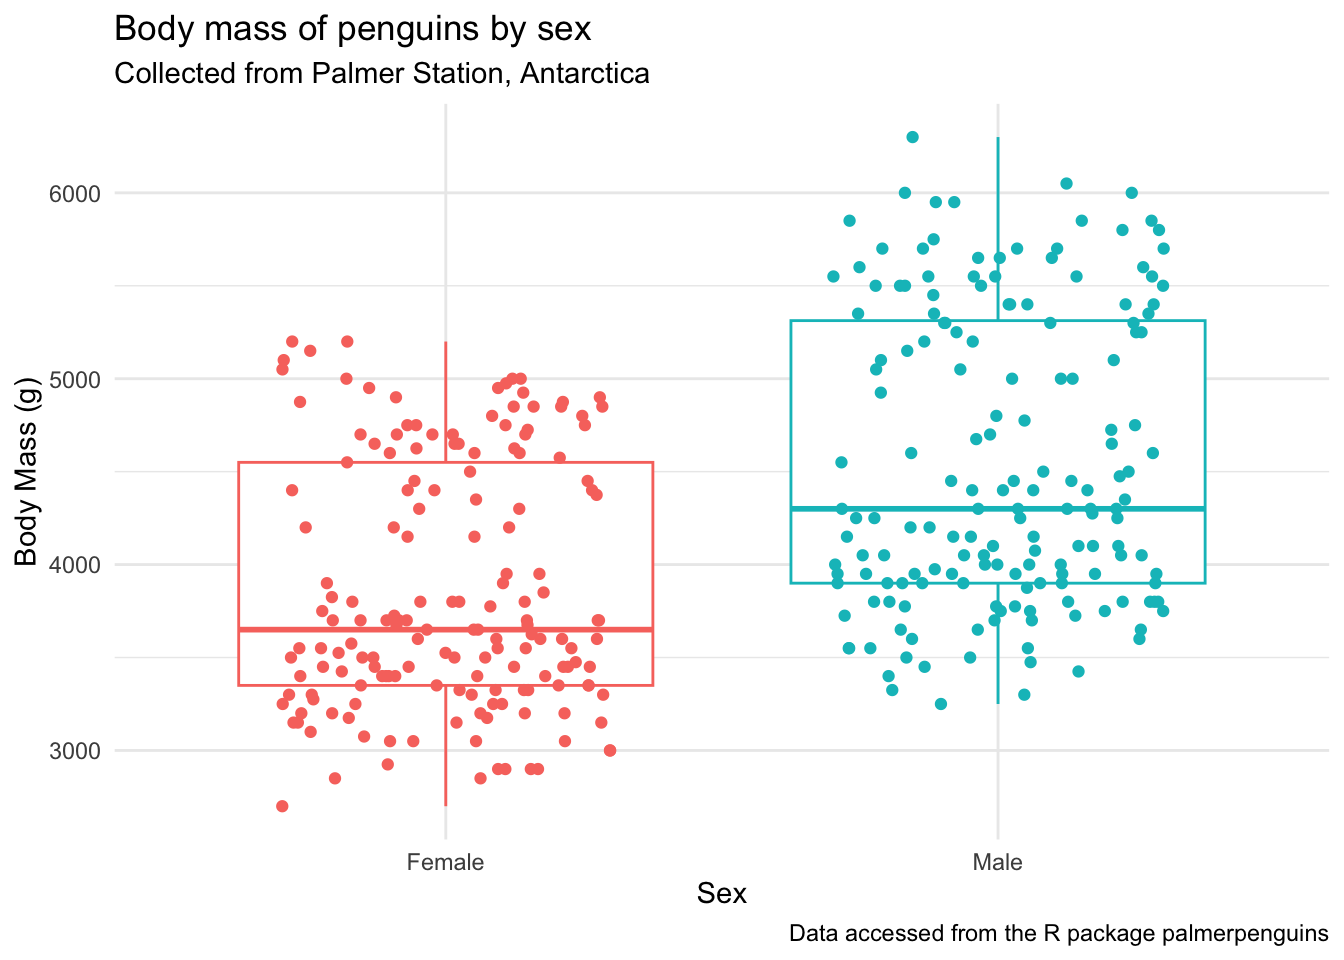 Body mass of penguins by sex
Collected from Palmer Station, Antarctica
6000
5000
4000
3000
Body Mass (g)
Female
Male
Sex
Data accessed from the R package palmerpenguins